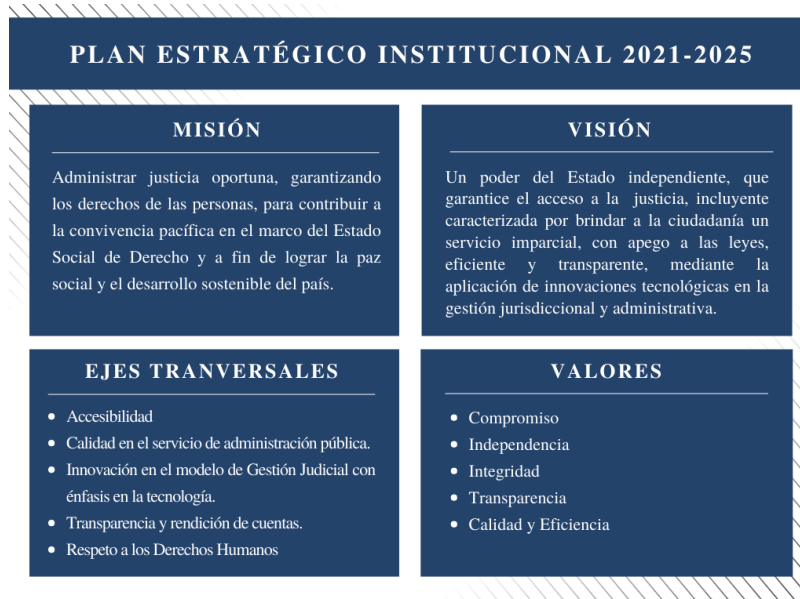 PLAN ESTRATÉGICO INSTITUCIONAL 2021-2025
MISIÓN
Administrar justicia oportuna, garantizando
los derechos de las personas, para contribuir a
la convivencia pacífica en el marco del Estado
Social de Derecho y a fin de lograr la paz
social y el desarrollo sostenible del país.
VISIÓN
Un poder del Estado independiente, que
garantice el acceso a la justicia, incluyente
caracterizada por brindar a la ciudadanía un
servicio imparcial, con apego a las leyes,
eficiente y transparente, mediante la
aplicación de innovaciones tecnológicas en la
gestión jurisdiccional y administrativa.
EJES TRANVERSALES
• Accesibilidad
• Calidad en el servicio de administración pública.
• Innovación en el modelo de Gestión Judicial con
énfasis en la tecnología.
• Transparencia y rendición de cuentas.
• Respeto a los Derechos Humanos
VALORES
• Compromiso
• Independencia
• Integridad
• Transparencia
• Calidad y Eficiencia